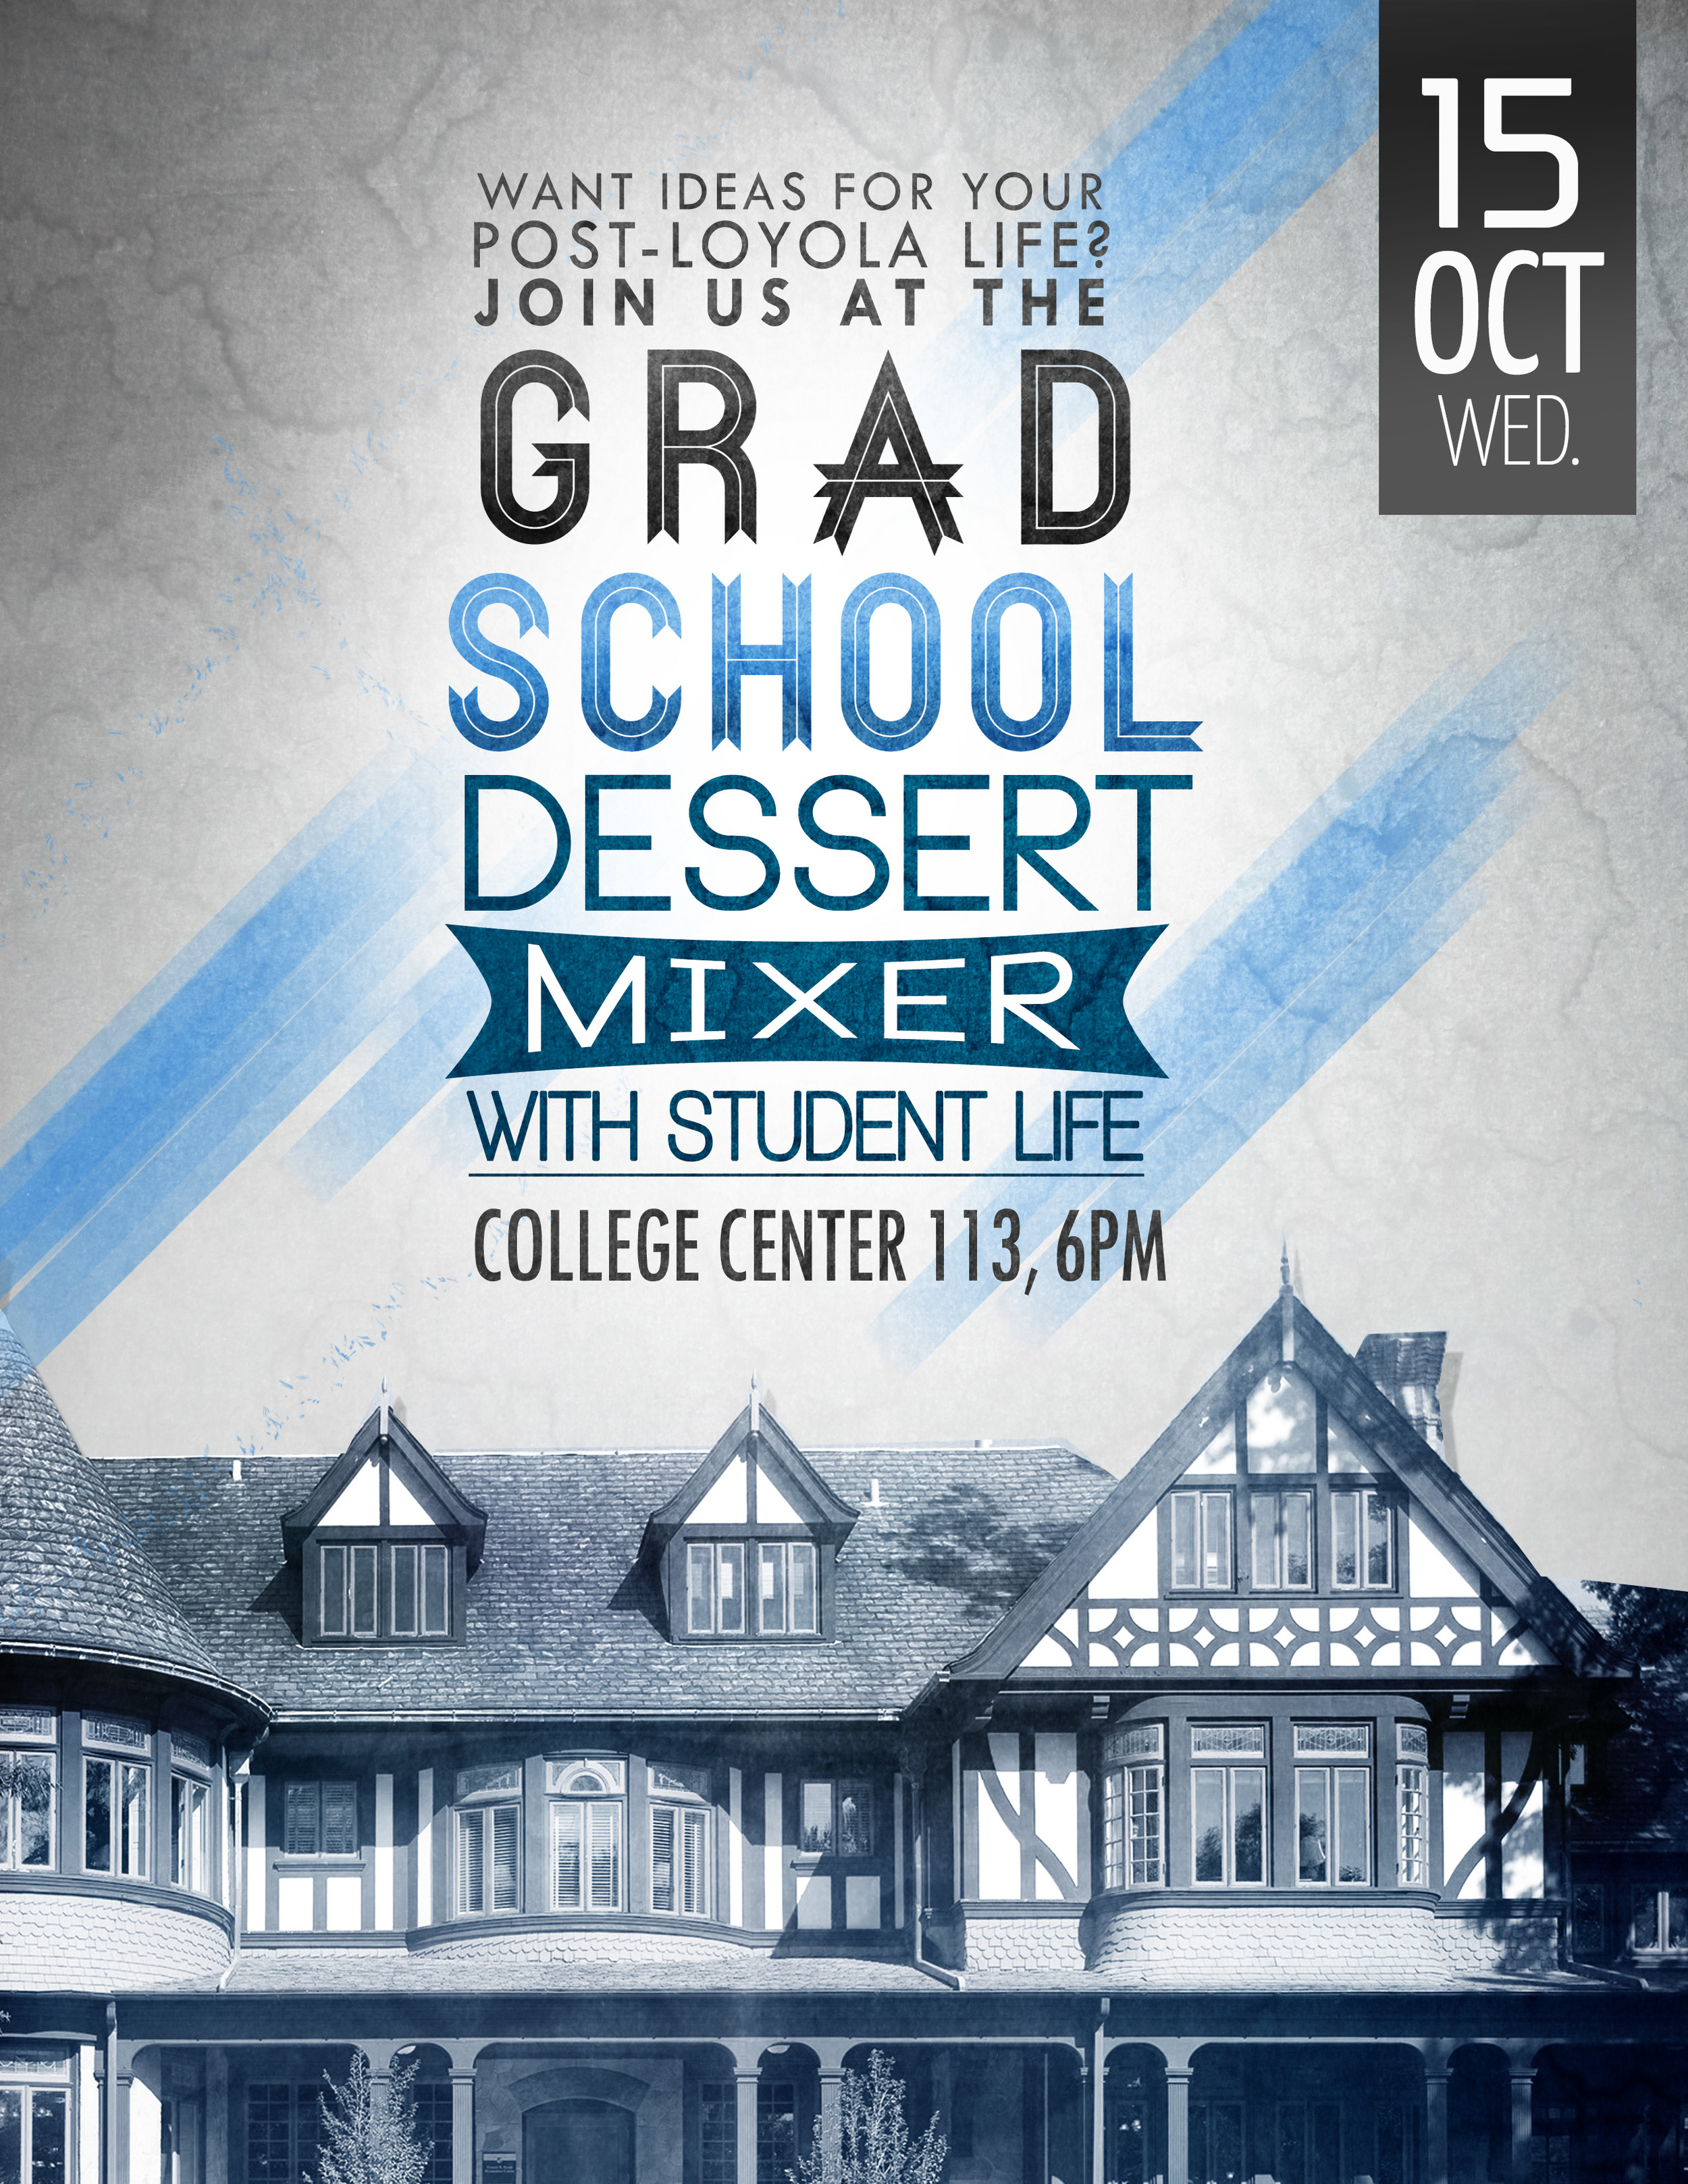 15
OCT
WED.
WANT IDEAS FOR YOUR
POST-LOYOLA LIFE?
JOIN US AT THE
GRAD
SCHOOL
DESSERT
MIXER
WITH STUDENT LIFE
COLLEGE CENTER 113, 6PM